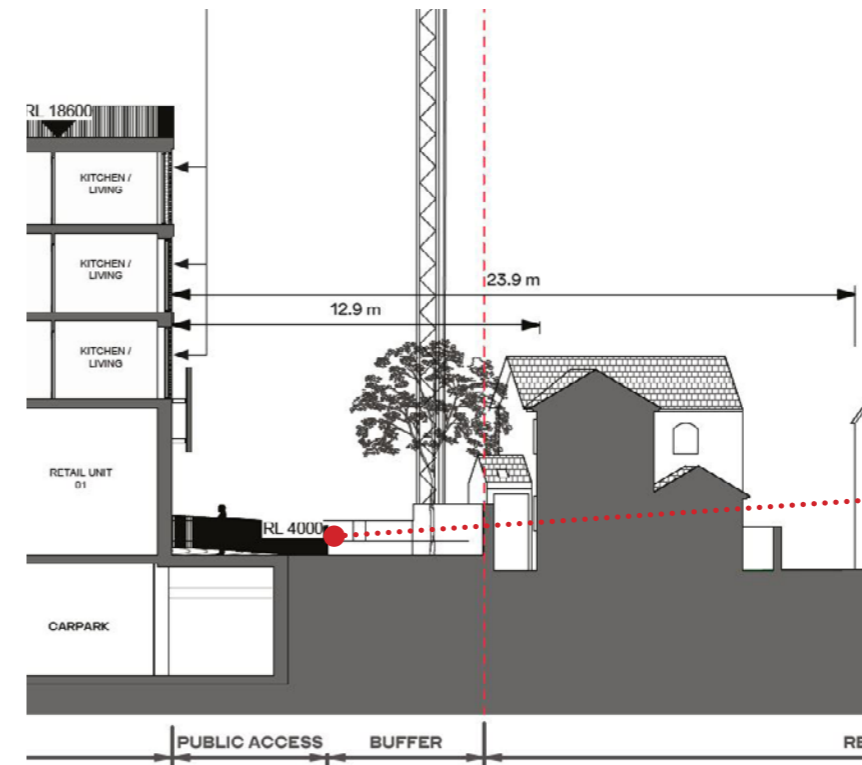 RL 18600
KITCHEN /
LIVING
KITCHEN /
LIVING
23.9 m
12.9 m
KITCHEN /
LIVING
RETAIL UNIT
01
RL 4000
CARPARK
PUBLIC ACCESS
BUFFER
RE